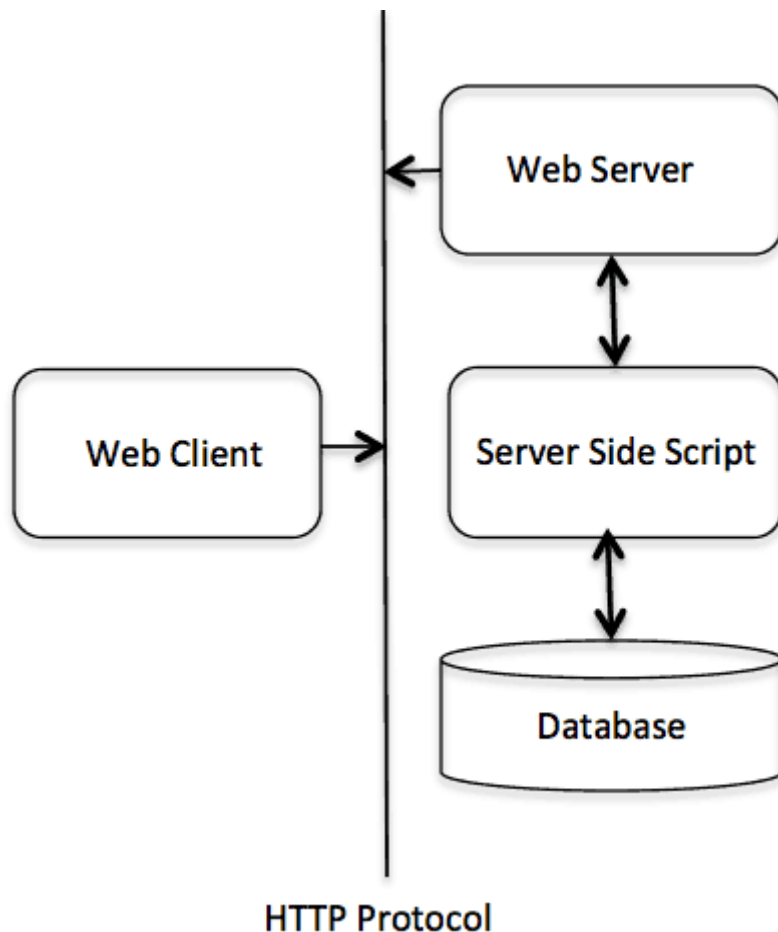 Web Server
Web Client
Server Side Script
Database
HTTP Protocol